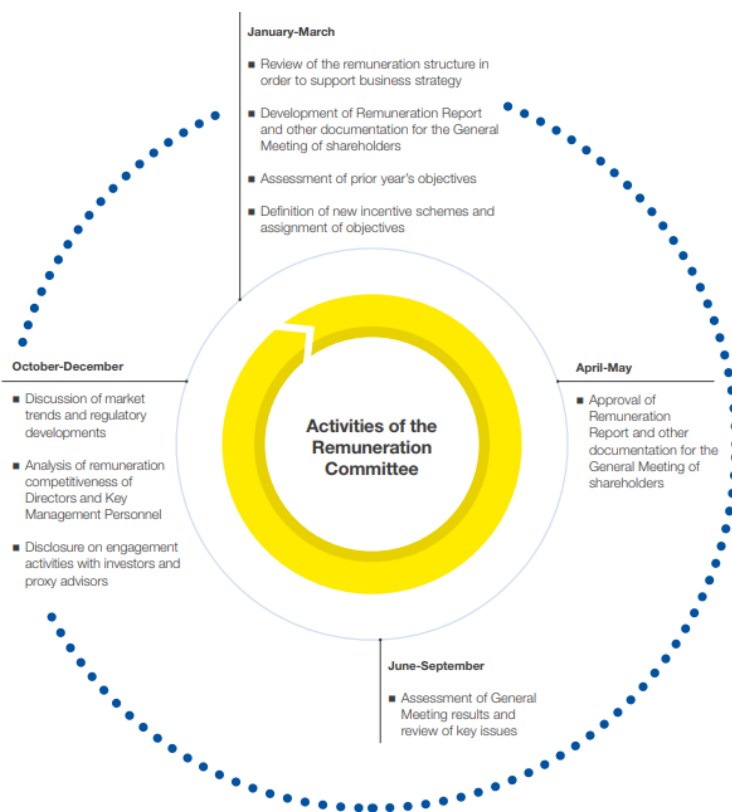 January-March
■ Review of the remuneration structure in
order to support business strategy
■ Development of Remuneration Report
and other documentation for the General
Meeting of shareholders
■ Assessment of prior year's objectives
■ Definition of new incentive schemes and
assignment of objectives
October-December
■ Discussion of market
trends and regulatory
developments
■ Analysis of remuneration
competitiveness of
Directors and Key
Management Personnel
■ Disclosure on engagement
activities with investors and
proxy advisors
Activities of the
Remuneration
Committee
April-May
■ Approval of
Remuneration
Report and other
documentation for the
General Meeting of
shareholders
June-September
■ Assessment of General
Meeting results and
review of key issues